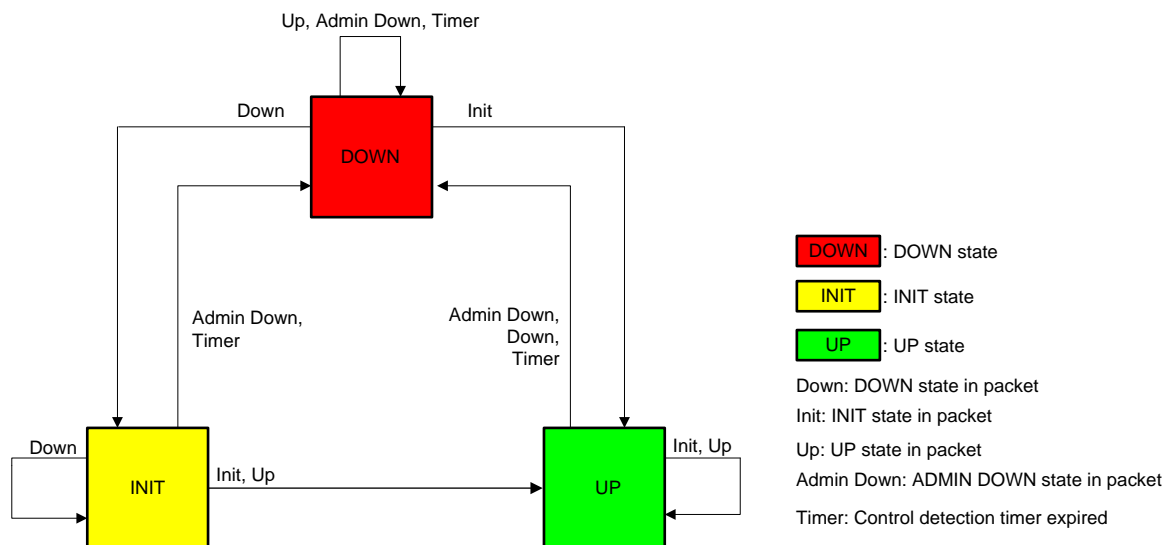 Up, Admin Down, Timer
Down
Init
DOWN
Admin Down,
Timer
Admin Down,
Down,
Timer
Down
INIT
Init, Up
UP
Init, Up
DOWN : DOWN state
INIT : INIT state
UP : UP state
Down: DOWN state in packet
Init: INIT state in packet
Up: UP state in packet
Admin Down: ADMIN DOWN state in packet
Timer: Control detection timer expired